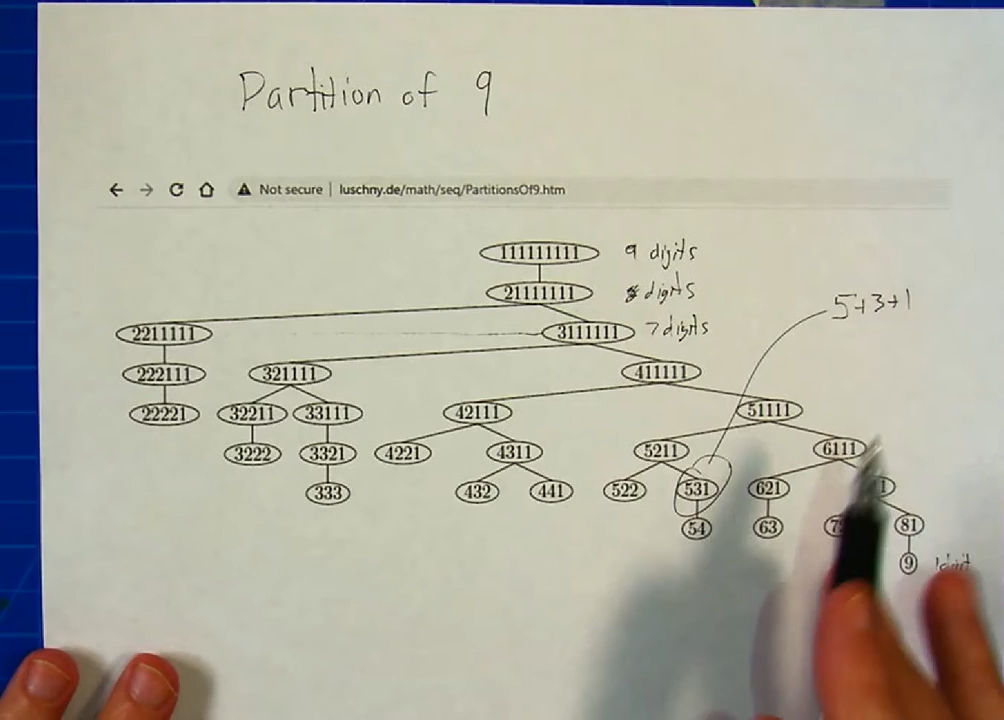 Partition of 9
Not secure | luschny.de/math/seq/PartitionsOf9.htm
111111111 9 digits
21111111 8 digits
5+3+1
2211111 3111111 7 digits
222111 321111 411111
22221 32211 33111 42111 51111
3222 3321 4221 4311 5211 6111
333 432 441 522 531 621
54 63 81
9